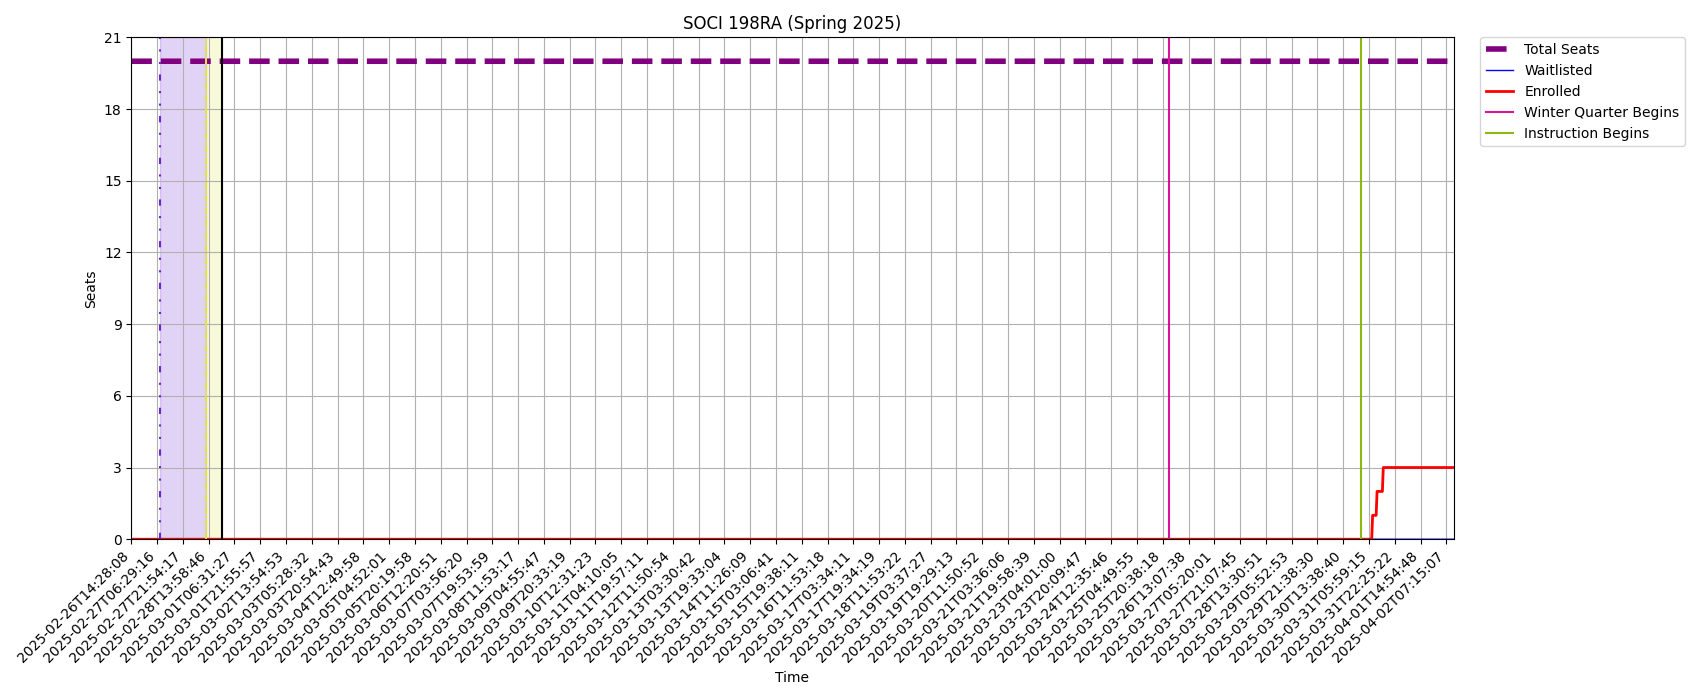 SOCI 198RA (Spring 2025)
21
18
15
12
9
6
3
0
Seats
Total Seats
Waitlisted
Enrolled
Winter Quarter Begins
Instruction Begins
2025-02-26T14:28:08
2025-02-27T06:29:16
2025-02-27T21:54:17
2025-02-28T13:58:46
2025-03-01T06:31:27
2025-03-01T21:55:57
2025-03-02T13:54:53
2025-03-03T05:28:32
2025-03-03T20:54:43
2025-03-04T12:49:58
2025-03-05T04:52:01
2025-03-05T20:19:58
2025-03-06T12:20:51
2025-03-07T03:56:20
2025-03-07T19:53:59
2025-03-08T11:53:17
2025-03-09T04:55:47
2025-03-09T20:33:19
2025-03-10T12:31:23
2025-03-11T04:10:05
2025-03-11T19:57:11
2025-03-12T11:50:54
2025-03-13T03:30:42
2025-03-13T19:33:04
2025-03-14T11:26:09
2025-03-15T03:06:41
2025-03-15T19:38:11
2025-03-16T11:53:18
2025-03-17T03:34:11
2025-03-17T19:34:19
2025-03-18T11:53:22
2025-03-19T03:37:27
2025-03-19T19:29:13
2025-03-20T11:50:52
2025-03-21T03:36:06
2025-03-21T19:58:39
2025-03-23T04:01:00
2025-03-23T20:09:47
2025-03-24T12:35:46
2025-03-25T04:49:55
2025-03-25T20:38:18
2025-03-26T13:07:38
2025-03-27T05:20:01
2025-03-27T21:07:45
2025-03-28T13:30:51
2025-03-29T05:52:53
2025-03-29T21:38:30
2025-03-30T13:38:40
2025-03-31T05:59:15
2025-03-31T22:25:22
2025-04-01T14:54:48
2025-04-02T07:15:07
Time